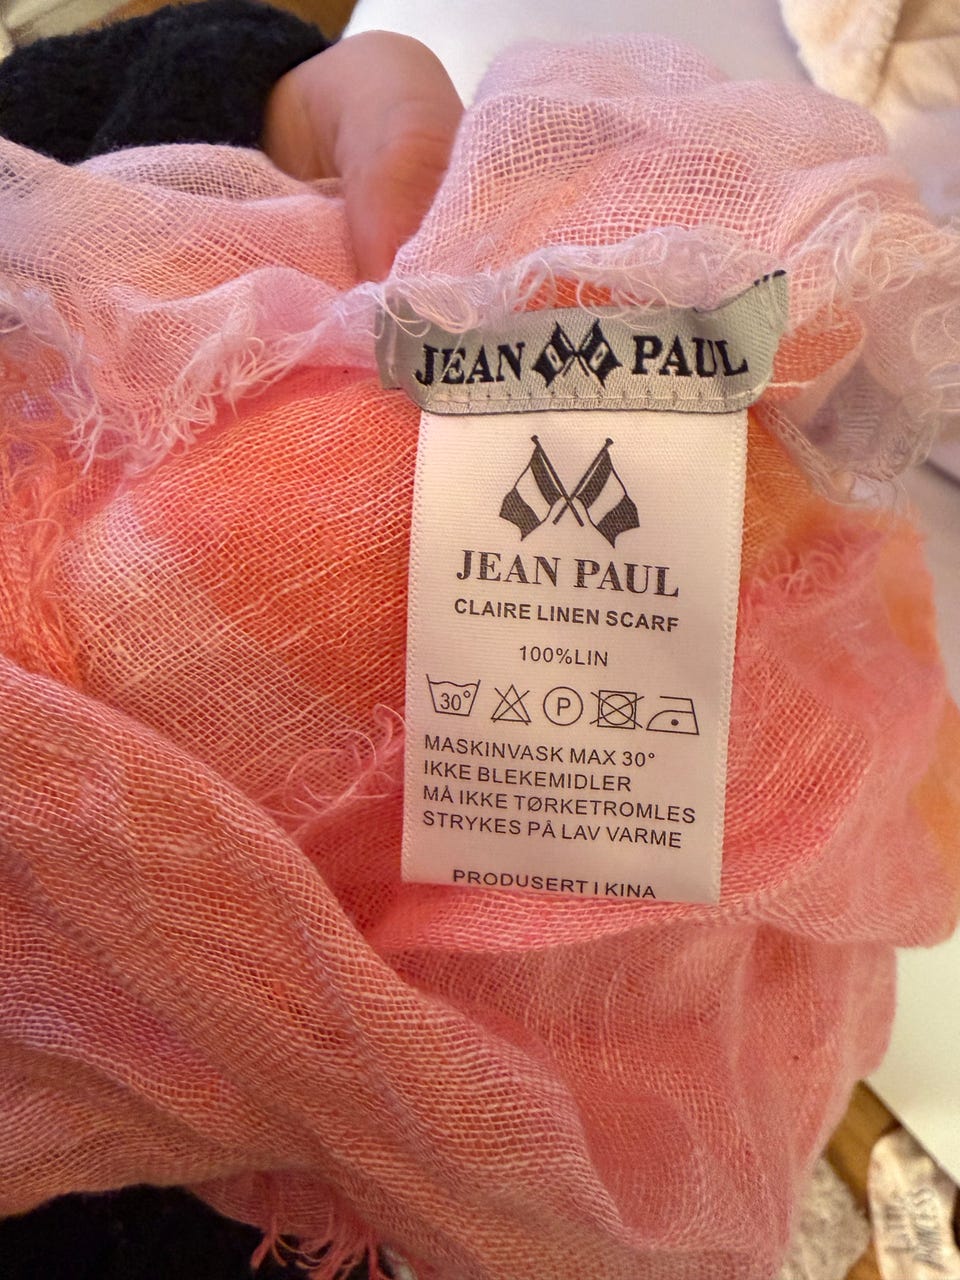 JEAN PAUL
JEAN PAUL
CLAIRE LINEN SCARF
100%LIN
30° P
MASKINVASK MAX 30°
IKKE BLEKEMIDLER
MÅ IKKE TØRKETROMLES
STRYKES PÅ LAV VARME
PRODUSERT I KINA